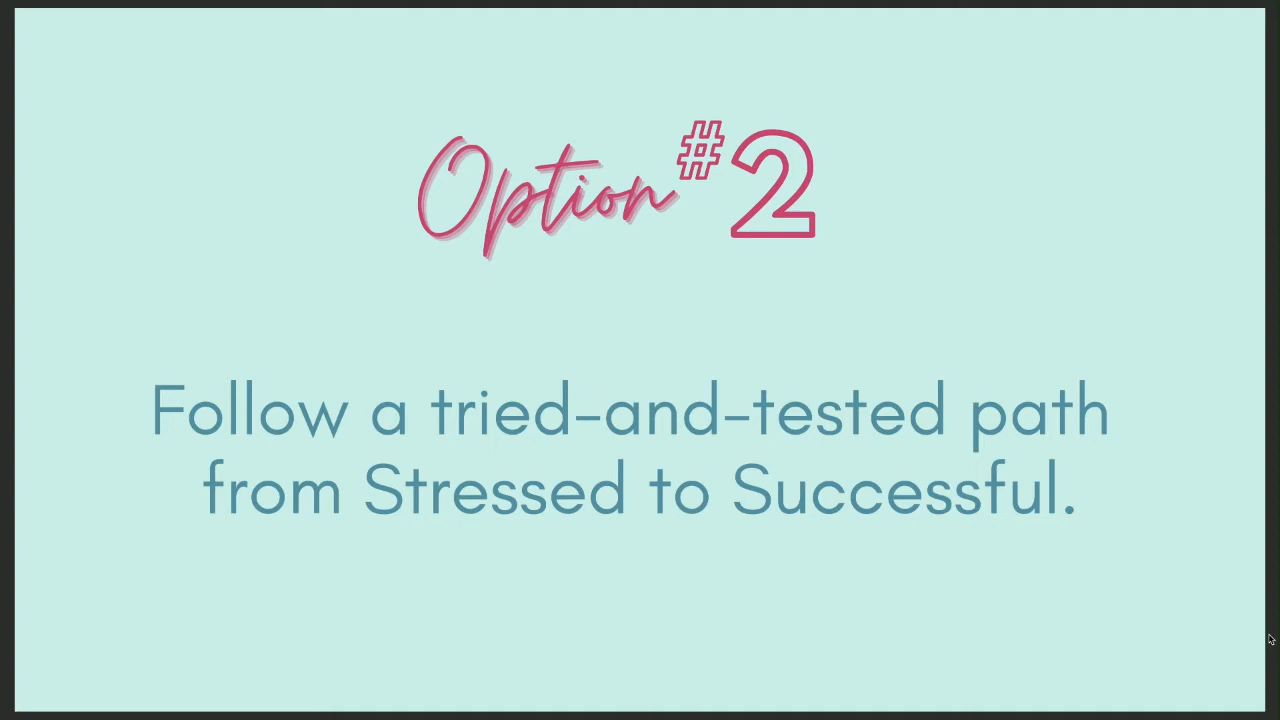 Option #2
Follow a tried-and-tested path
from Stressed to Successful.